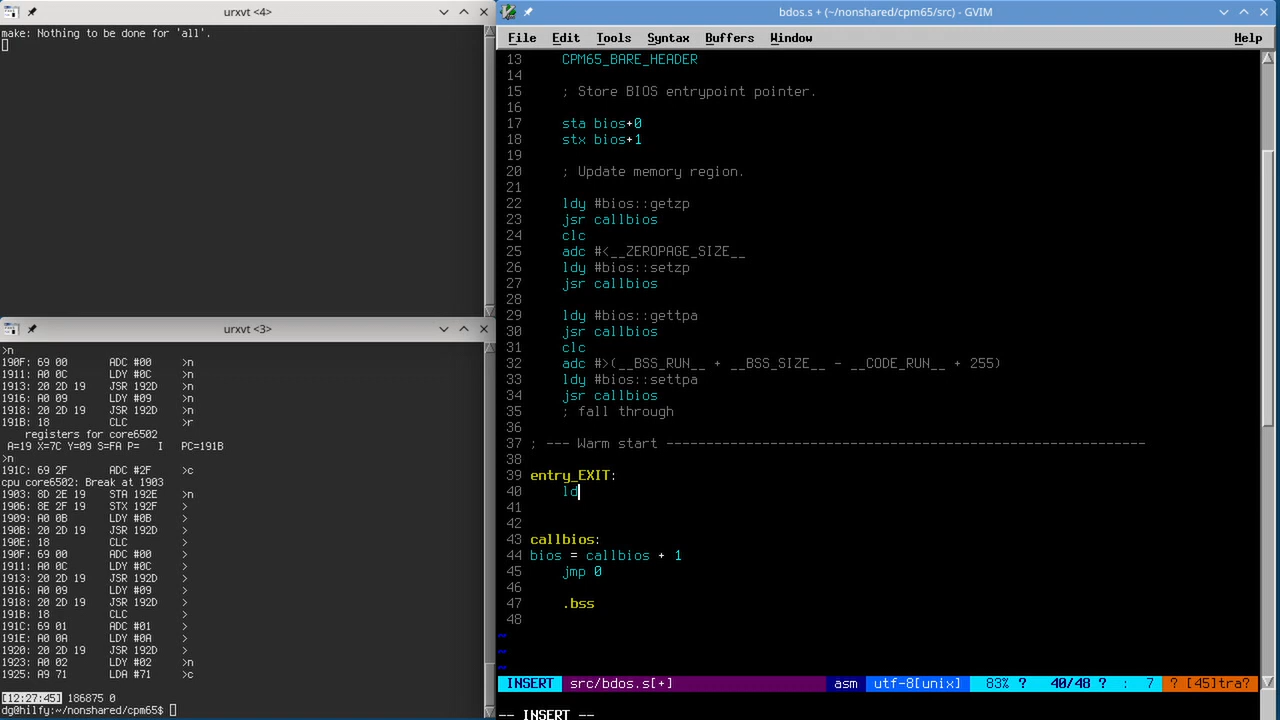 urxvt <4>
make: Nothing to be done for 'all'.
urxvt <3>
>n
190F: 69 00 ADC #00 >n
1911: A0 0C LDY #0C >n
1913: 20 2D 19 JSR 192D >n
1916: A0 09 LDY #09 >n
1918: 20 2D 19 JSR 192D >n
191B: 18 CLC >r
registers for core6502
A=19 X=7C Y=09 S=FA P= I PC=191B
>n
191C: 69 2F ADC #2F >c
cpu core6502: Break at 1903
1903: 8D 2E 19 STA 192E >n
1906: 8E 2F 19 STX 192F >
1909: A0 0B LDY #0B >
190B: 20 2D 19 JSR 192D >
190E: 18 CLC >
190F: 69 00 ADC #00 >
1911: A0 0C LDY #0C >
1913: 20 2D 19 JSR 192D >
1916: A0 09 LDY #09 >
1918: 20 2D 19 JSR 192D >
191B: 18 CLC >
191C: 69 01 ADC #01 >
191E: A0 0A LDY #0A >
1920: 20 2D 19 JSR 192D >
1923: A0 02 LDY #02 >n
1925: A9 71 LDA #71 >c
[12:27:45] 186875 0
dg@hilfy:~/nonshared/cpm65$
bdos.s + (~/nonshared/cpm65/src) - GVIM
File Edit Tools Syntax Buffers Window Help
13 CPM65_BARE_HEADER
14
15 ; Store BIOS entrypoint pointer.
16
17 sta bios+0
18 stx bios+1
19
20 ; Update memory region.
21
22 ldy #bios::getzp
23 jsr callbios
24 clc
25 adc #<__ZEROPAGE_SIZE__
26 ldy #bios::setzp
27 jsr callbios
28
29 ldy #bios::gettpa
30 jsr callbios
31 clc
32 adc #>(__BSS_RUN__ + __BSS_SIZE__ - __CODE_RUN__ + 255)
33 ldy #bios::settpa
34 jsr callbios
35 ; fall through
36
37 ; --- Warm start ------------------------------------------------------------
38
39 entry_EXIT:
40 ld
41
42
43 callbios:
44 bios = callbios + 1
45 jmp 0
46
47 .bss
48
~
~
~
INSERT src/bdos.s[+] asm utf-8[unix] 83% ? 40/48 ? : 7 ? [45]tra?
-- INSERT --